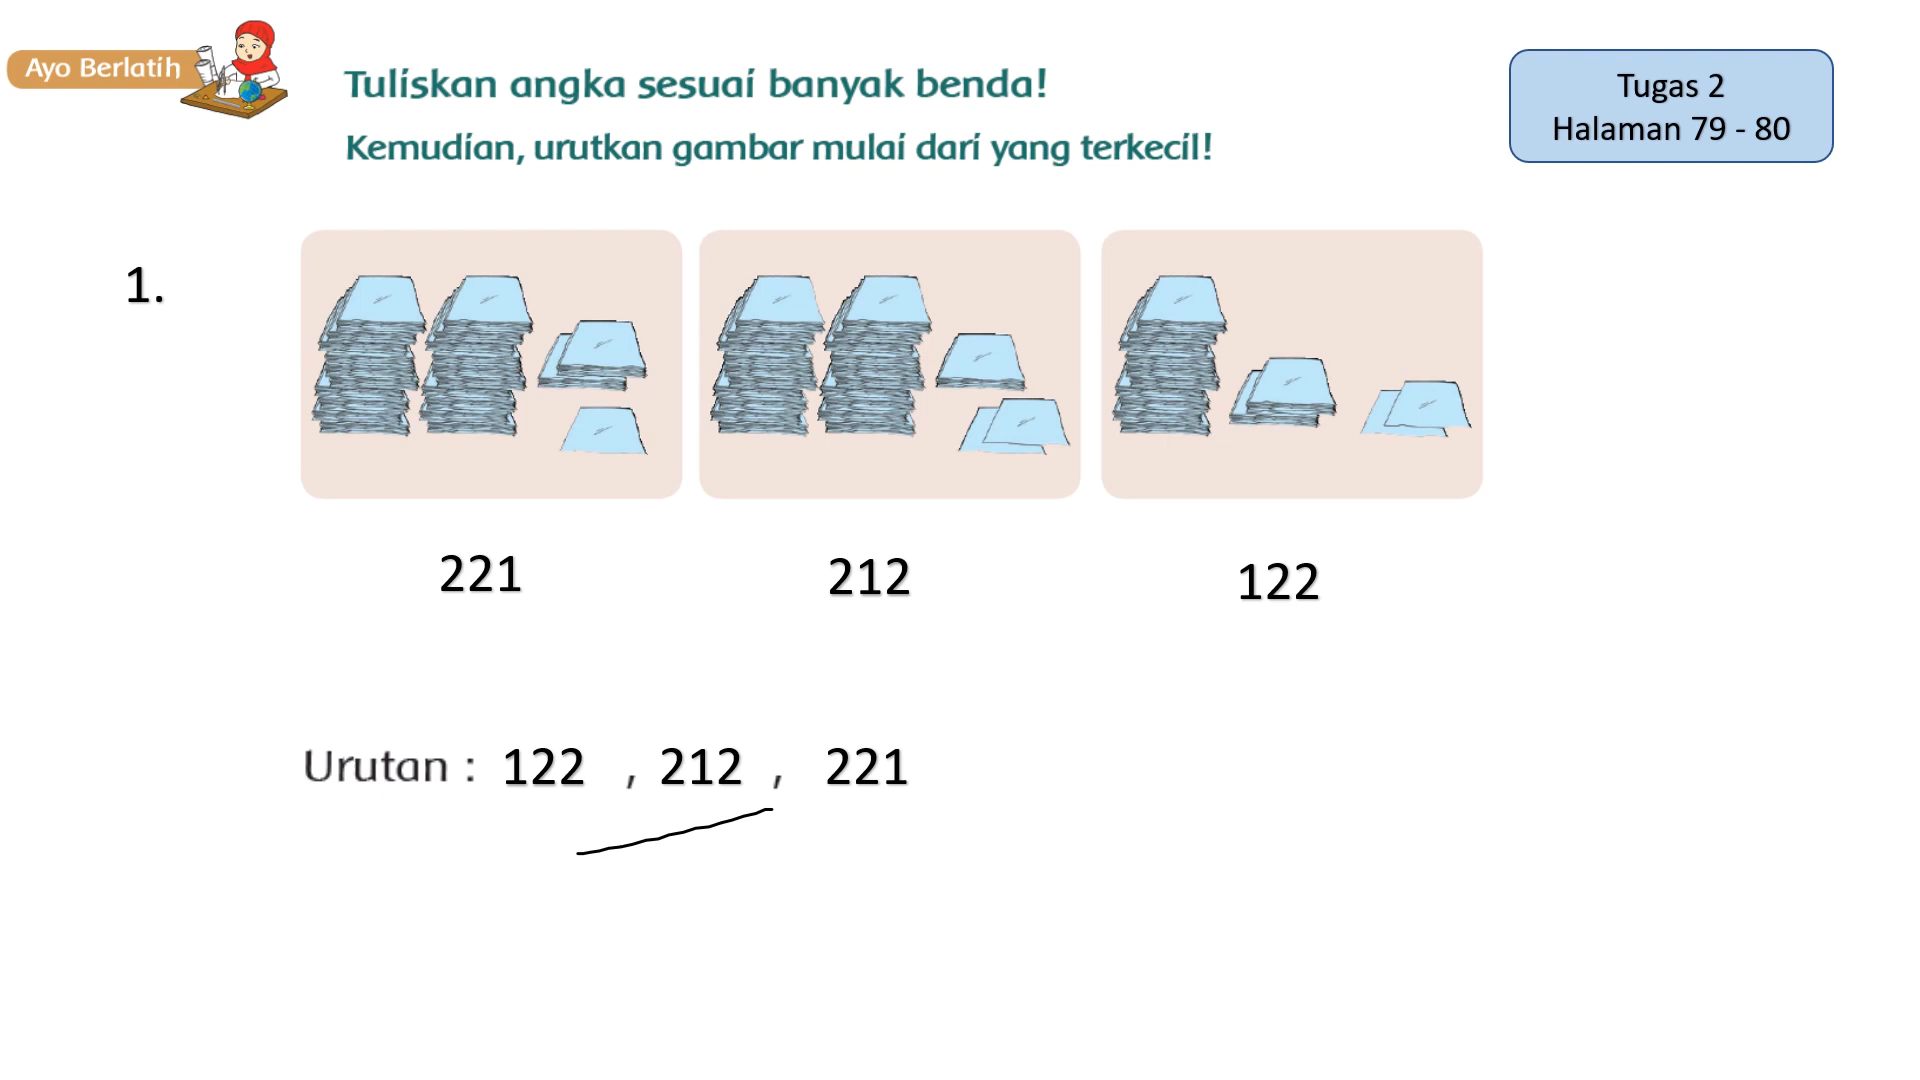 Ayo Berlatih
Tuliskan angka sesuai banyak benda!
Kemudian, urutkan gambar mulai dari yang terkecil!
Tugas 2
Halaman 79 - 80
1.
221
212
122
Urutan : 122 , 212 , 221